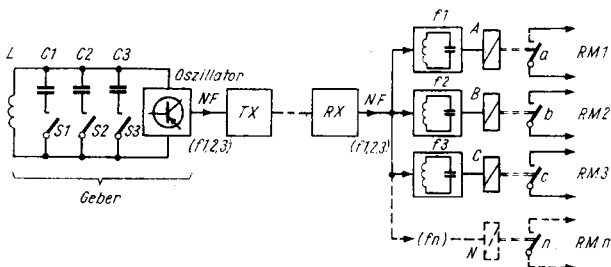 L C1 C2 C3
Oszillator
S1 S2 S3
NF
(f1,2,3)
TX
RX
NF
(f1,2,3)
Geber
f1 A a RM1
f2 B b RM2
f3 C c RM3
(fn) N n RMn